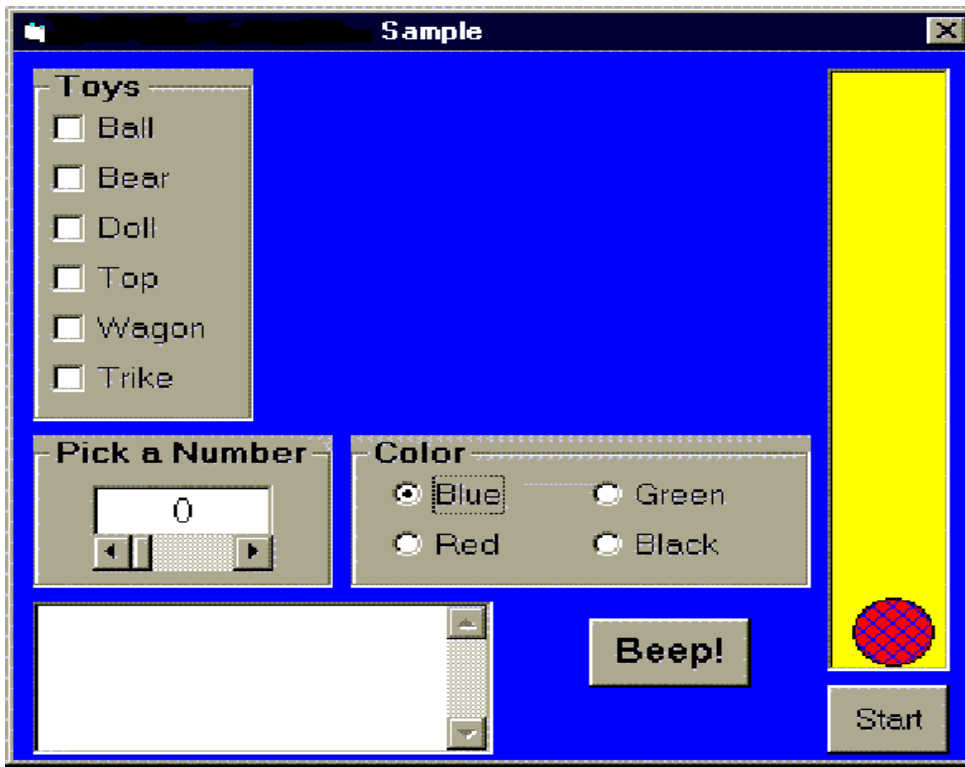 Sample
Toys
Ball
Bear
Doll
Top
Wagon
Trike
Pick a Number
0
Color
Blue
Green
Red
Black
Beep!
Start